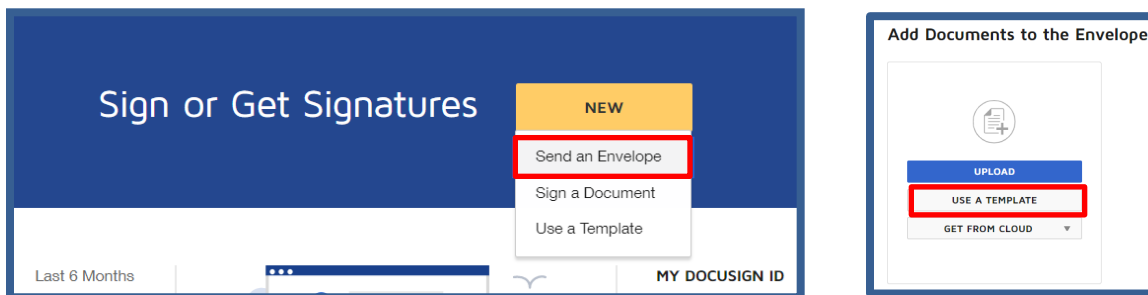 Sign or Get Signatures
NEW
Send an Envelope
Sign a Document
Use a Template
Last 6 Months
MY DOCUSIGN ID
Add Documents to the Envelope
UPLOAD
USE A TEMPLATE
GET FROM CLOUD